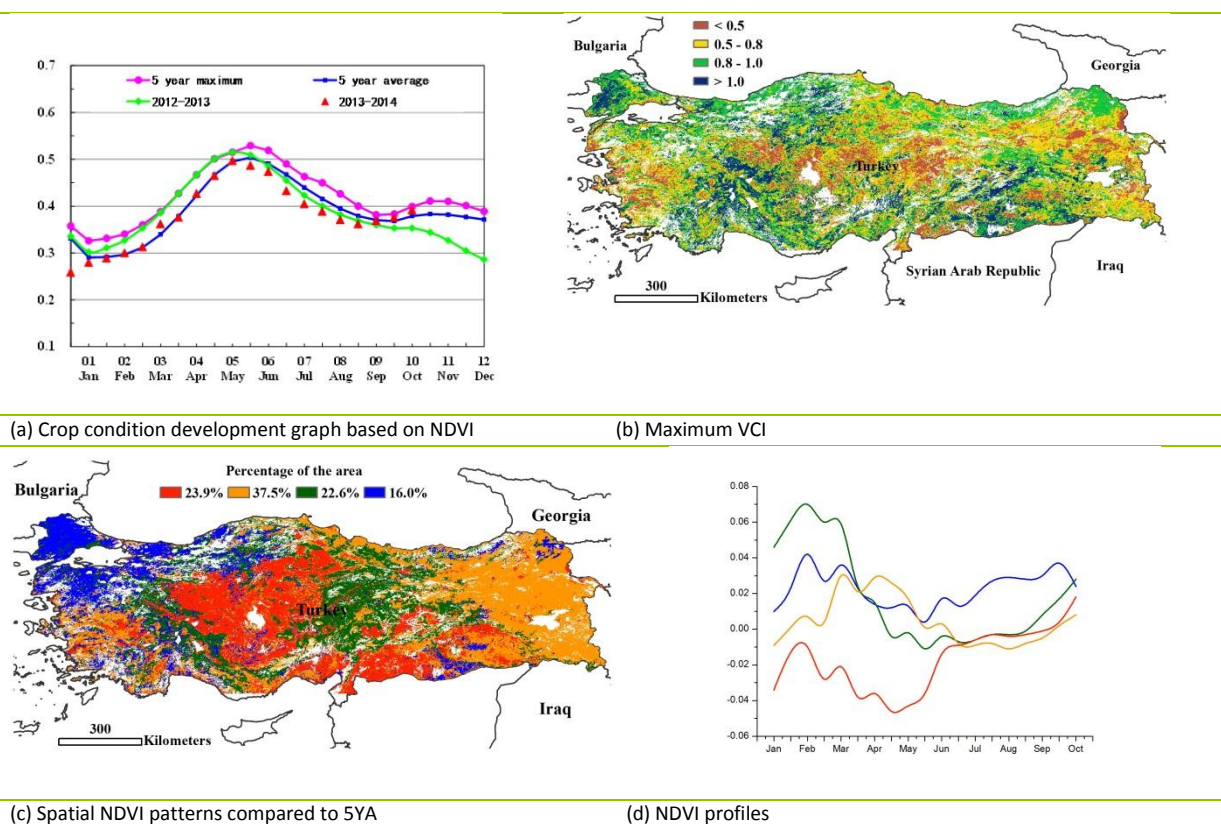 0.7
0.6
0.5
0.4
0.3
0.2
0.1
5 year maximum
5 year average
2012-2013
2013-2014
01 02 03 04 05 06 07 08 09 10 11 12
Jan Feb Mar Apr May Jun Jul Aug Sep Oct Nov Dec
< 0.5
0.5 - 0.8
0.8 - 1.0
> 1.0
Bulgaria
Georgia
Turkey
Syrian Arab Republic
Iraq
300
Kilometers
(a) Crop condition development graph based on NDVI
(b) Maximum VCI
Percentage of the area
23.9% 37.5% 22.6% 16.0%
Bulgaria
Georgia
Turkey
Iraq
300
Kilometers
0.08
0.06
0.04
0.02
0.00
-0.02
-0.04
-0.06
Jan Feb Mar Apr May Jun Jul Aug Sep Oct
(c) Spatial NDVI patterns compared to 5YA
(d) NDVI profiles